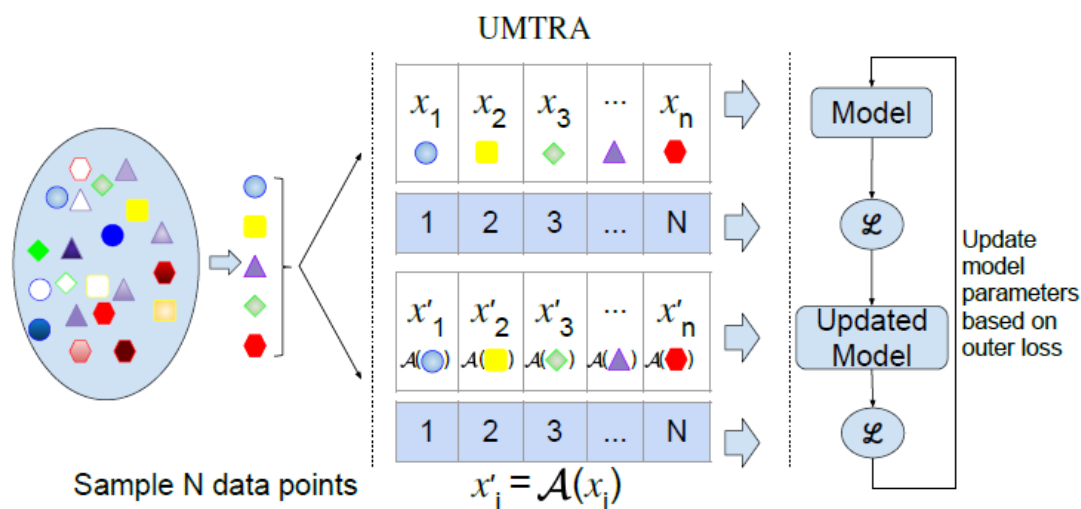 UMTRA
x1 x2 x3 ... xn
1 2 3 ... N
x′1 x′2 x′3 ... x′n
𝒜( ) 𝒜( ) 𝒜( ) 𝒜( ) 𝒜( )
1 2 3 ... N
Sample N data points
x′i = 𝒜(xi)
Model
ℒ
Updated
Model
ℒ
Update
model
parameters
based on
outer loss